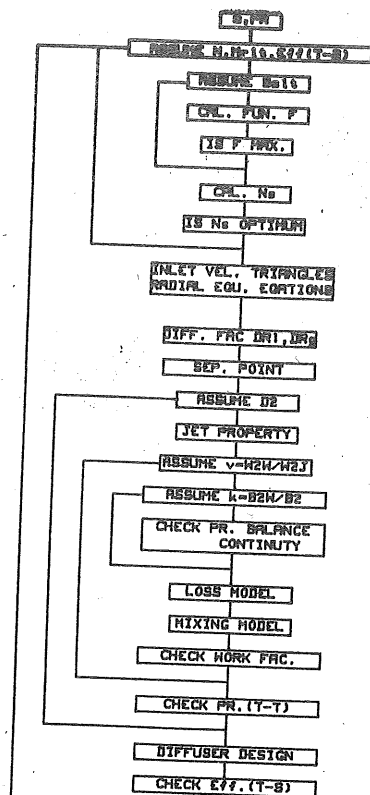 G,PR
ASSUME N,Mr1t,Eff(T-S)
ASSUME Be1t
CAL. FUN. F
IS F MAX.
CAL. Ns
IS Ns OPTIMUM
INLET VEL. TRIANGLES
RADIAL EQU. EQATIONS
DIFF. FAC DR1,DRs
SEP. POINT
ASSUME D2
JET PROPERTY
ASSUME v=W2W/W2J
ASSUME k=B2W/B2
CHECK PR. BALANCE
CONTINUTY
LOSS MODEL
MIXING MODEL
CHECK WORK FAC.
CHECK PR.(T-T)
DIFFUSER DESIGN
CHECK Eff.(T-S)